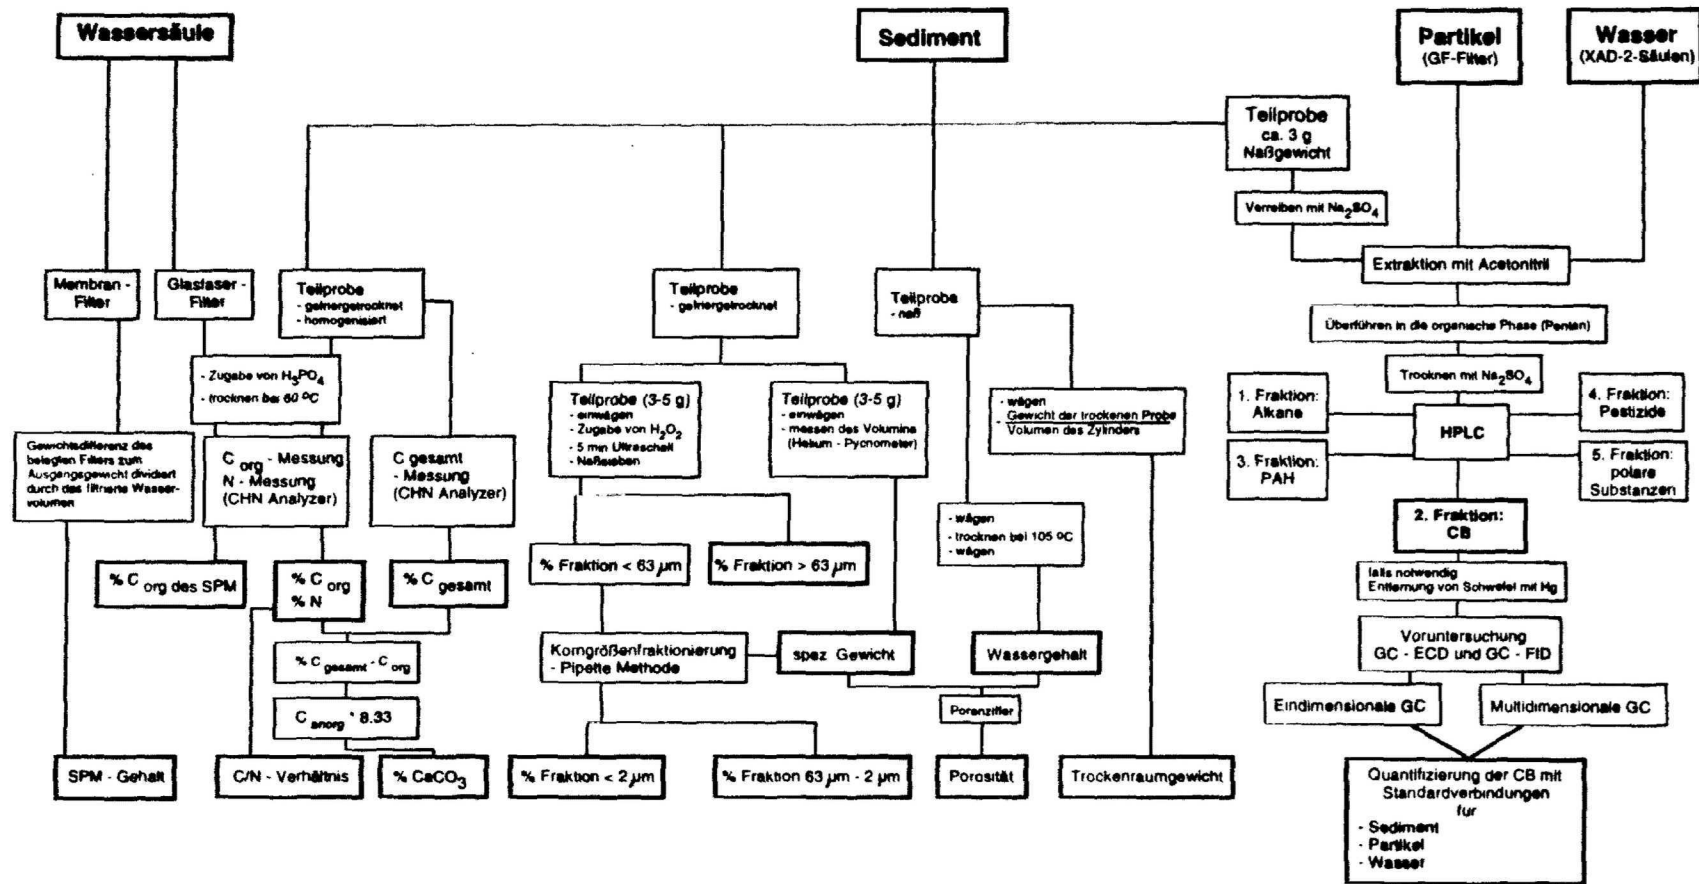 Wassersäule
Sediment
Partikel
(GF-Filter)
Wasser
(XAD-2-Säulen)
Teilprobe
ca. 3 g
Naßgewicht
Verreiben mit Na2SO4
Extraktion mit Acetonitril
Überführen in die organische Phase (Pentan)
Trocknen mit Na2SO4
Membran -
Filter
Glasfaser -
Filter
Teilprobe
- gefriergetrocknet
- homogenisiert
Teilprobe
- gefriergetrocknet
Teilprobe
- naß
- Zugabe von H3PO4
- trocknen bei 60 °C
Teilprobe (3-5 g)
- einwägen
- Zugabe von H2O2
- 5 min Ultraschall
- Naßsieben
Teilprobe (3-5 g)
- einwägen
- messen des Volumins
(Helium - Pycnometer)
- wägen
- Gewicht der trockenen Probe
Volumen des Zylinders
1. Fraktion:
Alkane
4. Fraktion:
Pestizide
HPLC
3. Fraktion:
PAH
5. Fraktion:
polare
Substanzen
Gewichtsdifferenz des
belegten Filters zum
Ausgangsgewicht dividiert
durch das filtrierte Wasser-
volumen
C org - Messung
N - Messung
(CHN Analyzer)
C gesamt
- Messung
(CHN Analyzer)
- wägen
- trocknen bei 105 °C
- wägen
2. Fraktion:
CB
% Fraktion < 63 µm
% Fraktion > 63 µm
% C org des SPM
% C org
% N
% C gesamt
falls notwendig
Entfernung von Schwefel mit Hg
Korngrößenfraktionierung
- Pipette Methode
spez. Gewicht
Wassergehalt
Voruntersuchung
GC - ECD und GC - FID
% C gesamt - C org
C anorg * 8.33
Porenziffer
Eindimensionale GC
Multidimensionale GC
SPM - Gehalt
C/N - Verhältnis
% CaCO3
% Fraktion < 2 µm
% Fraktion 63 µm - 2 µm
Porosität
Trockenraumgewicht
Quantifizierung der CB mit
Standardverbindungen
für
- Sediment
- Partikel
- Wasser